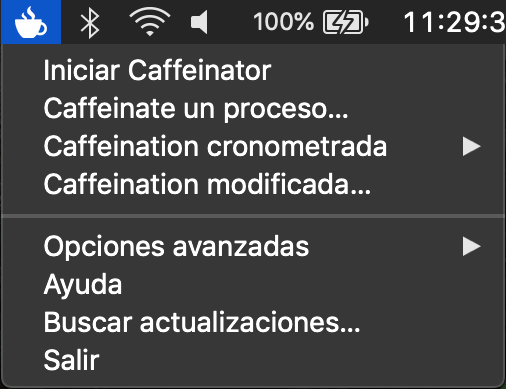 100% 11:29:3
Iniciar Caffeinator
Caffeinate un proceso...
Caffeination cronometrada
Caffeination modificada...
Opciones avanzadas
Ayuda
Buscar actualizaciones...
Salir